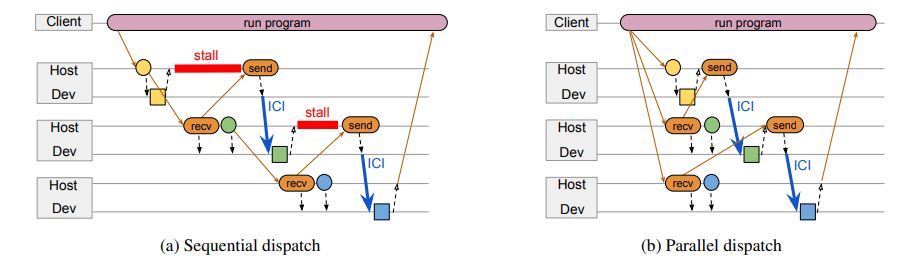 Client
run program
stall
Host
send
Dev
ICI
stall
Host
recv
send
Dev
ICI
Host
recv
Dev
(a) Sequential dispatch
Client
run program
Host
send
Dev
ICI
Host
recv
send
Dev
ICI
Host
recv
Dev
(b) Parallel dispatch